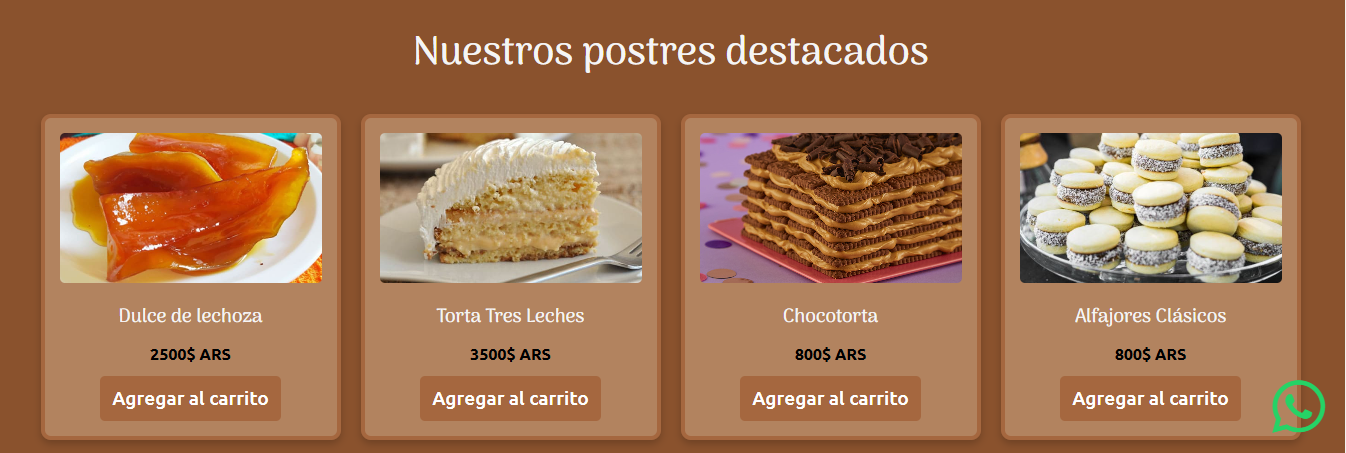 Nuestros postres destacados
Dulce de lechoza
2500$ ARS
Agregar al carrito
Torta Tres Leches
3500$ ARS
Agregar al carrito
Chocotorta
800$ ARS
Agregar al carrito
Alfajores Clásicos
800$ ARS
Agregar al carrito